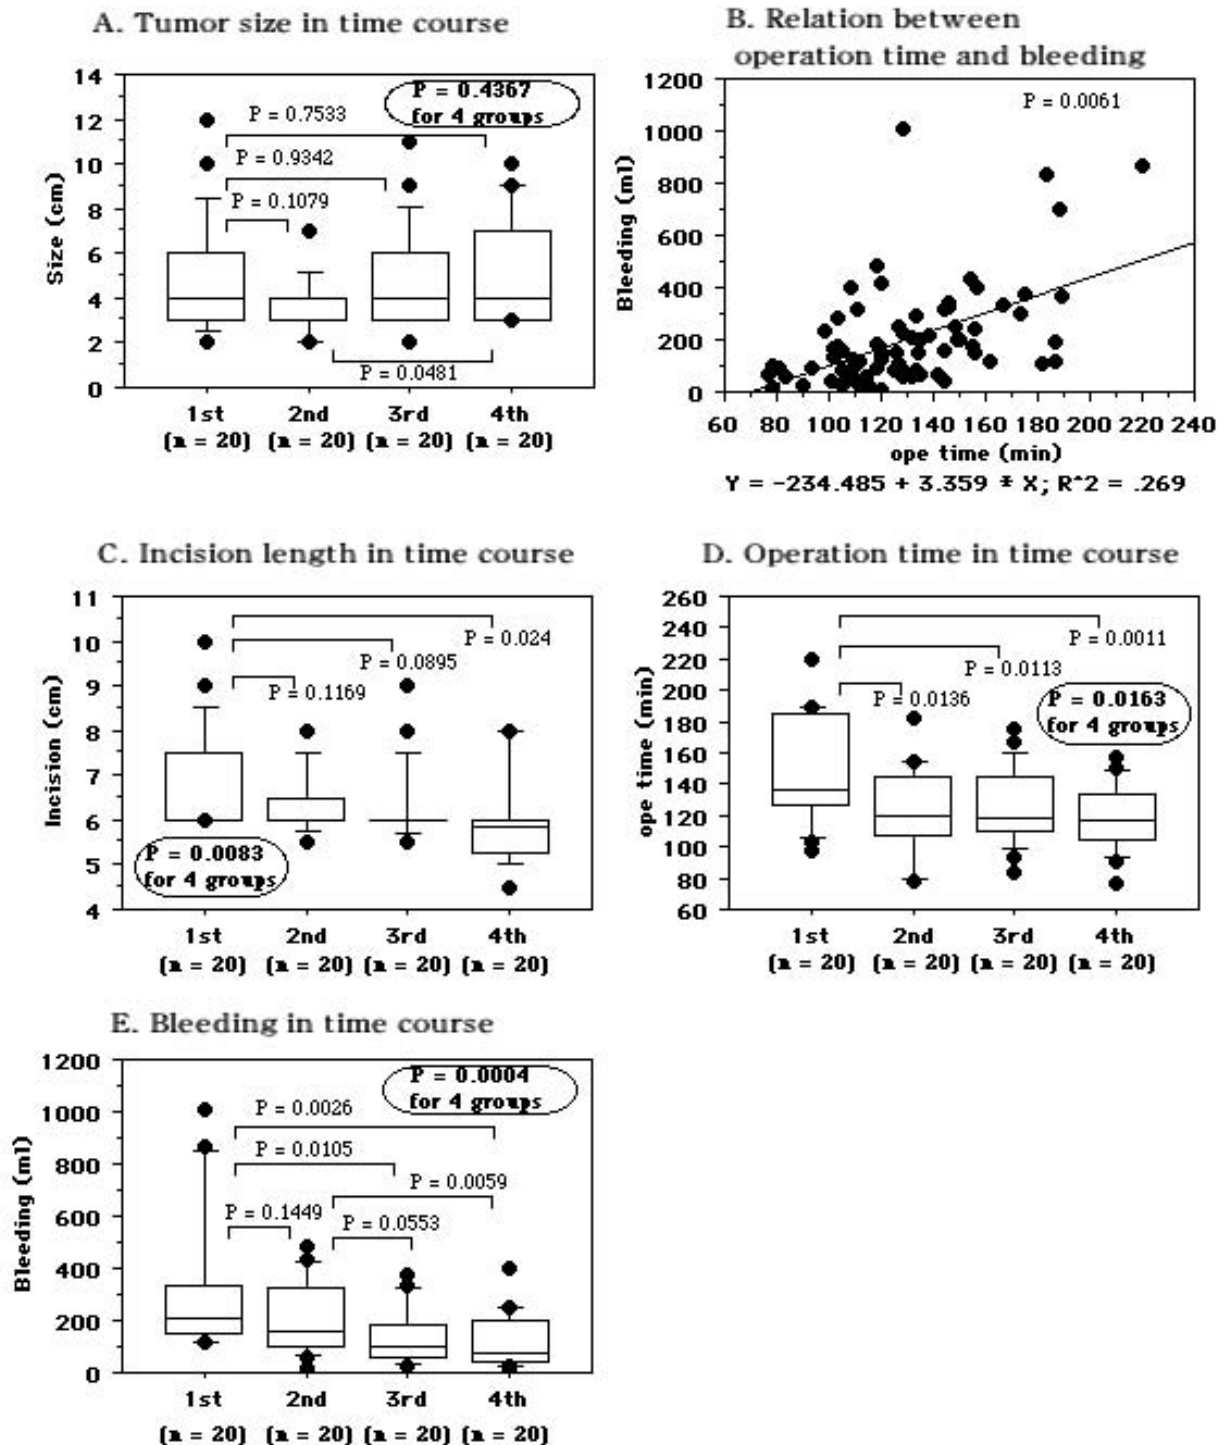 A. Tumor size in time course
14
12
10
8
6
4
2
0
Size (cm)
P = 0.4367
for 4 groups
P = 0.7533
P = 0.9342
P = 0.1079
P = 0.0481
1st 2nd 3rd 4th
(n = 20) (n = 20) (n = 20) (n = 20)
B. Relation between
operation time and bleeding
1200
1000
800
600
400
200
0
Bleeding (ml)
P = 0.0061
60 80 100 120 140 160 180 200 220 240
ope time (min)
Y = -234.485 + 3.359 * X; R^2 = .269
C. Incision length in time course
11
10
9
8
7
6
5
4
Incision (cm)
P = 0.024
P = 0.0895
P = 0.1169
P = 0.0083
for 4 groups
1st 2nd 3rd 4th
(n = 20) (n = 20) (n = 20) (n = 20)
D. Operation time in time course
260
240
220
200
180
160
140
120
100
80
60
ope time (min)
P = 0.0011
P = 0.0113
P = 0.0136
P = 0.0163
for 4 groups
1st 2nd 3rd 4th
(n = 20) (n = 20) (n = 20) (n = 20)
E. Bleeding in time course
1200
1000
800
600
400
200
0
Bleeding (ml)
P = 0.0004
for 4 groups
P = 0.0026
P = 0.0105
P = 0.0059
P = 0.1449
P = 0.0553
1st 2nd 3rd 4th
(n = 20) (n = 20) (n = 20) (n = 20)